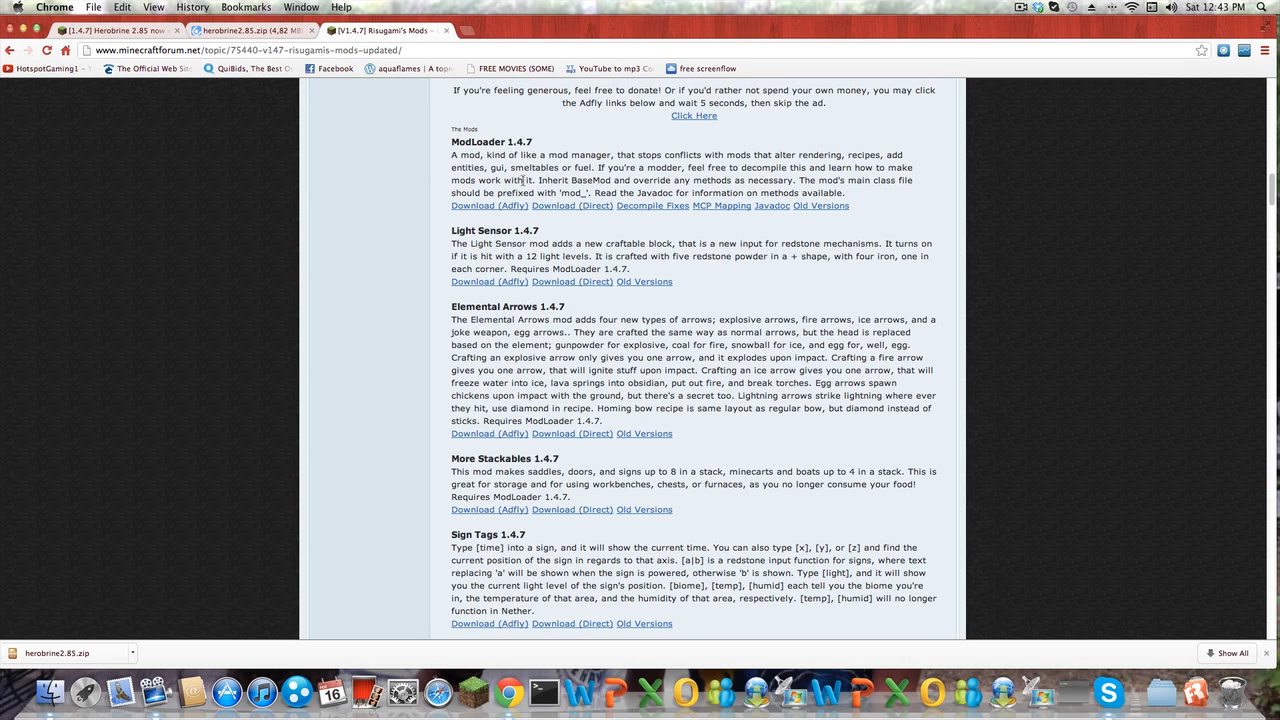 Chrome File Edit View History Bookmarks Window Help Sat 12:43 PM
[1.4.7] Herobrine 2.85 now herobrine2.85.zip (4,82 MB) [V1.4.7] Risugami's Mods -
www.minecraftforum.net/topic/75440-v147-risugamis-mods-updated/
HotspotGaming1 - The Official Web Site QuiBids, The Best O Facebook aquaflames | A topn FREE MOVIES (SOME) YouTube to mp3 Co free screenflow
If you're feeling generous, feel free to donate! Or if you'd rather not spend your own money, you may click
the Adfly links below and wait 5 seconds, then skip the ad.
Click Here
The Mods
ModLoader 1.4.7
A mod, kind of like a mod manager, that stops conflicts with mods that alter rendering, recipes, add
entities, gui, smeltables or fuel. If you're a modder, feel free to decompile this and learn how to make
mods work with it. Inherit BaseMod and override any methods as necessary. The mod's main class file
should be prefixed with 'mod_'. Read the Javadoc for information on methods available.
Download (Adfly) Download (Direct) Decompile Fixes MCP Mapping Javadoc Old Versions
Light Sensor 1.4.7
The Light Sensor mod adds a new craftable block, that is a new input for redstone mechanisms. It turns on
if it is hit with a 12 light levels. It is crafted with five redstone powder in a + shape, with four iron, one in
each corner. Requires ModLoader 1.4.7.
Download (Adfly) Download (Direct) Old Versions
Elemental Arrows 1.4.7
The Elemental Arrows mod adds four new types of arrows; explosive arrows, fire arrows, ice arrows, and a
joke weapon, egg arrows.. They are crafted the same way as normal arrows, but the head is replaced
based on the element; gunpowder for explosive, coal for fire, snowball for ice, and egg for, well, egg.
Crafting an explosive arrow only gives you one arrow, and it explodes upon impact. Crafting a fire arrow
gives you one arrow, that will ignite stuff upon impact. Crafting an ice arrow gives you one arrow, that will
freeze water into ice, lava springs into obsidian, put out fire, and break torches. Egg arrows spawn
chickens upon impact with the ground, but there's a secret too. Lightning arrows strike lightning where ever
they hit, use diamond in recipe. Homing bow recipe is same layout as regular bow, but diamond instead of
sticks. Requires ModLoader 1.4.7.
Download (Adfly) Download (Direct) Old Versions
More Stackables 1.4.7
This mod makes saddles, doors, and signs up to 8 in a stack, minecarts and boats up to 4 in a stack. This is
great for storage and for using workbenches, chests, or furnaces, as you no longer consume your food!
Requires ModLoader 1.4.7.
Download (Adfly) Download (Direct) Old Versions
Sign Tags 1.4.7
Type [time] into a sign, and it will show the current time. You can also type [x], [y], or [z] and find the
current position of the sign in regards to that axis. [a|b] is a redstone input function for signs, where text
replacing 'a' will be shown when the sign is powered, otherwise 'b' is shown. Type [light], and it will show
you the current light level of the sign's position. [biome], [temp], [humid] each tell you the biome you're
in, the temperature of that area, and the humidity of that area, respectively. [temp], [humid] will no longer
function in Nether.
Download (Adfly) Download (Direct) Old Versions
herobrine2.85.zip Show All
16